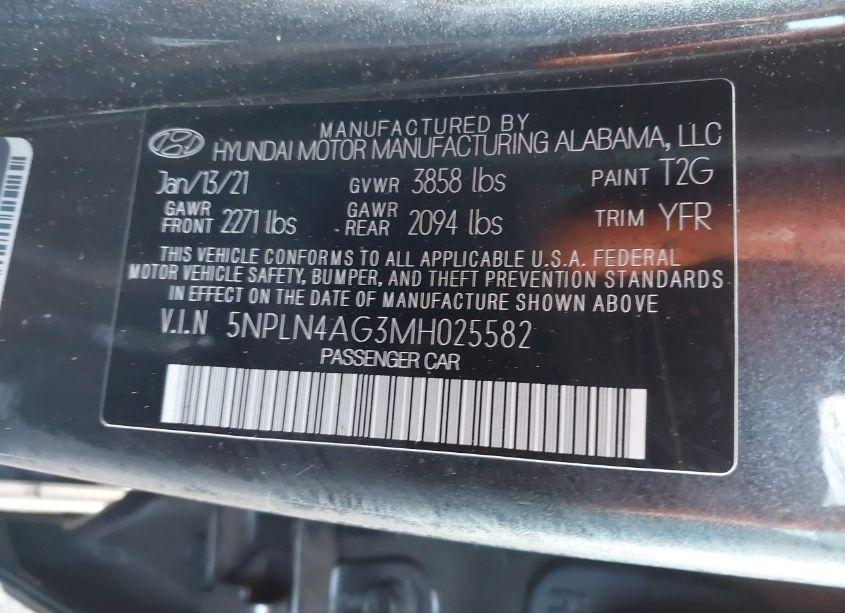 MANUFACTURED BY
HYUNDAI MOTOR MANUFACTURING ALABAMA, LLC
Jan/13/21 GVWR 3858 lbs PAINT T2G
GAWR FRONT 2271 lbs GAWR REAR 2094 lbs TRIM YFR
THIS VEHICLE CONFORMS TO ALL APPLICABLE U.S.A. FEDERAL
MOTOR VEHICLE SAFETY, BUMPER, AND THEFT PREVENTION STANDARDS
IN EFFECT ON THE DATE OF MANUFACTURE SHOWN ABOVE
V.I.N 5NPLN4AG3MH025582
PASSENGER CAR